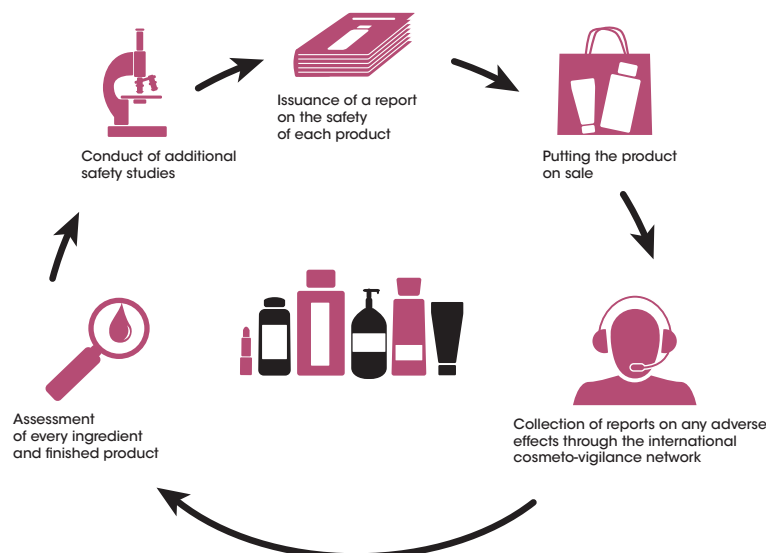 Issuance of a report
on the safety
of each product
Conduct of additional
safety studies
Putting the product
on sale
Assessment
of every ingredient
and finished product
Collection of reports on any adverse
effects through the international
cosmeto-vigilance network